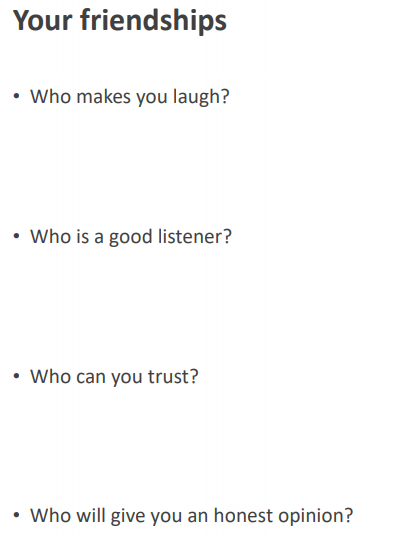 Your friendships
• Who makes you laugh?
• Who is a good listener?
• Who can you trust?
• Who will give you an honest opinion?